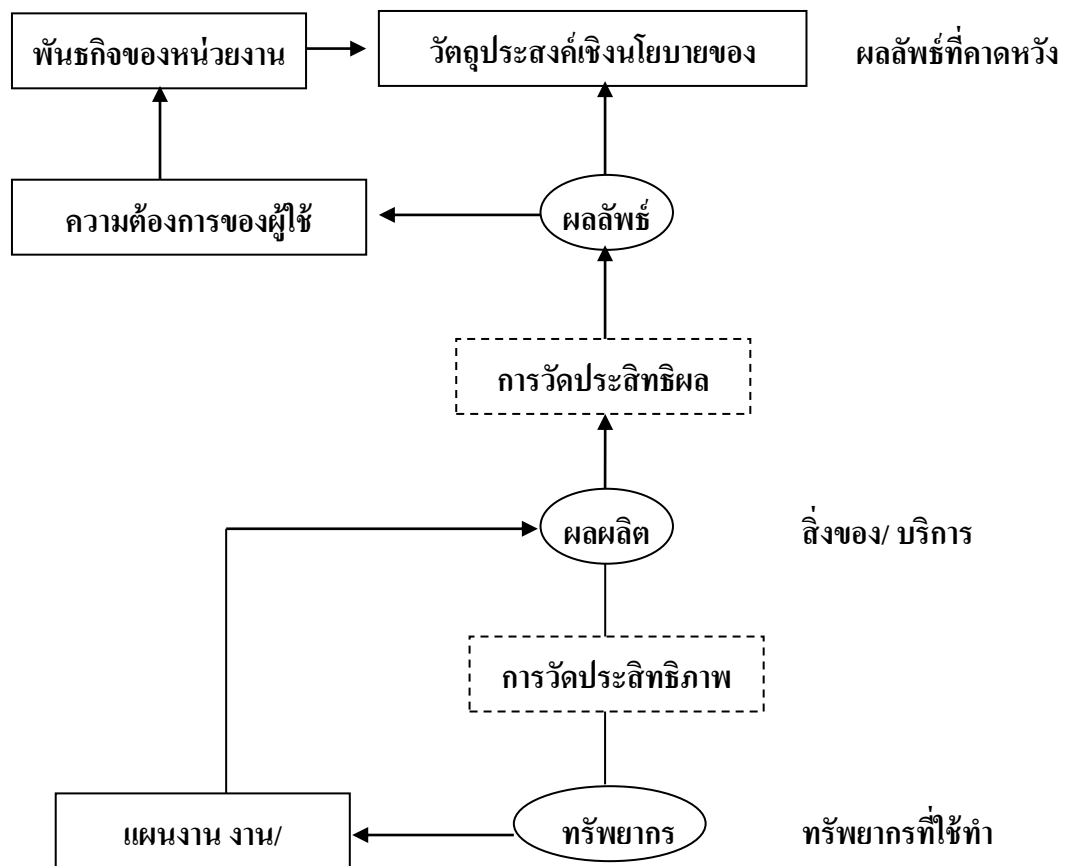 พันธกิจของหน่วยงาน
วัตถุประสงค์เชิงนโยบายของ
ผลลัพธ์ที่คาดหวัง
ความต้องการของผู้ใช้
ผลลัพธ์
การวัดประสิทธิผล
ผลผลิต
สิ่งของ/ บริการ
การวัดประสิทธิภาพ
แผนงาน งาน/
ทรัพยากร
ทรัพยากรที่ใช้ทำ